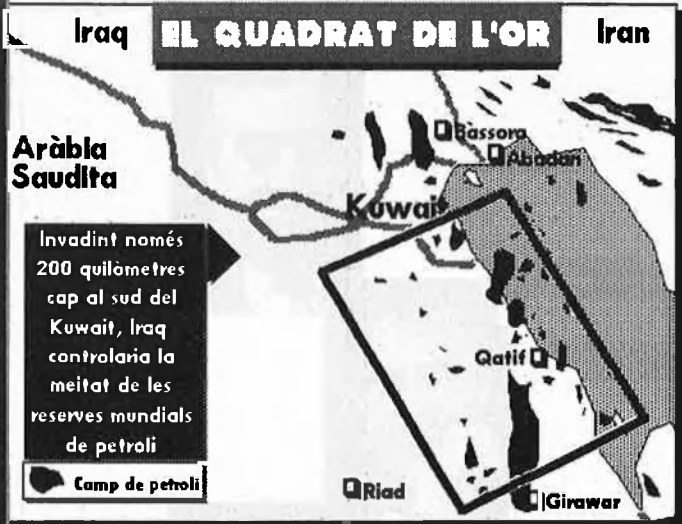 Iraq
EL QUADRAT DE L'OR
Iran
Bàssora
Abadan
Aràbia
Saudita
Kuwait
Invadint només
200 quilòmetres
cap al sud del
Kuwait, Iraq
controlaria la
meitat de les
reserves mundials
de petroli
Qatif
Camp de petroli
Riad
Girawar